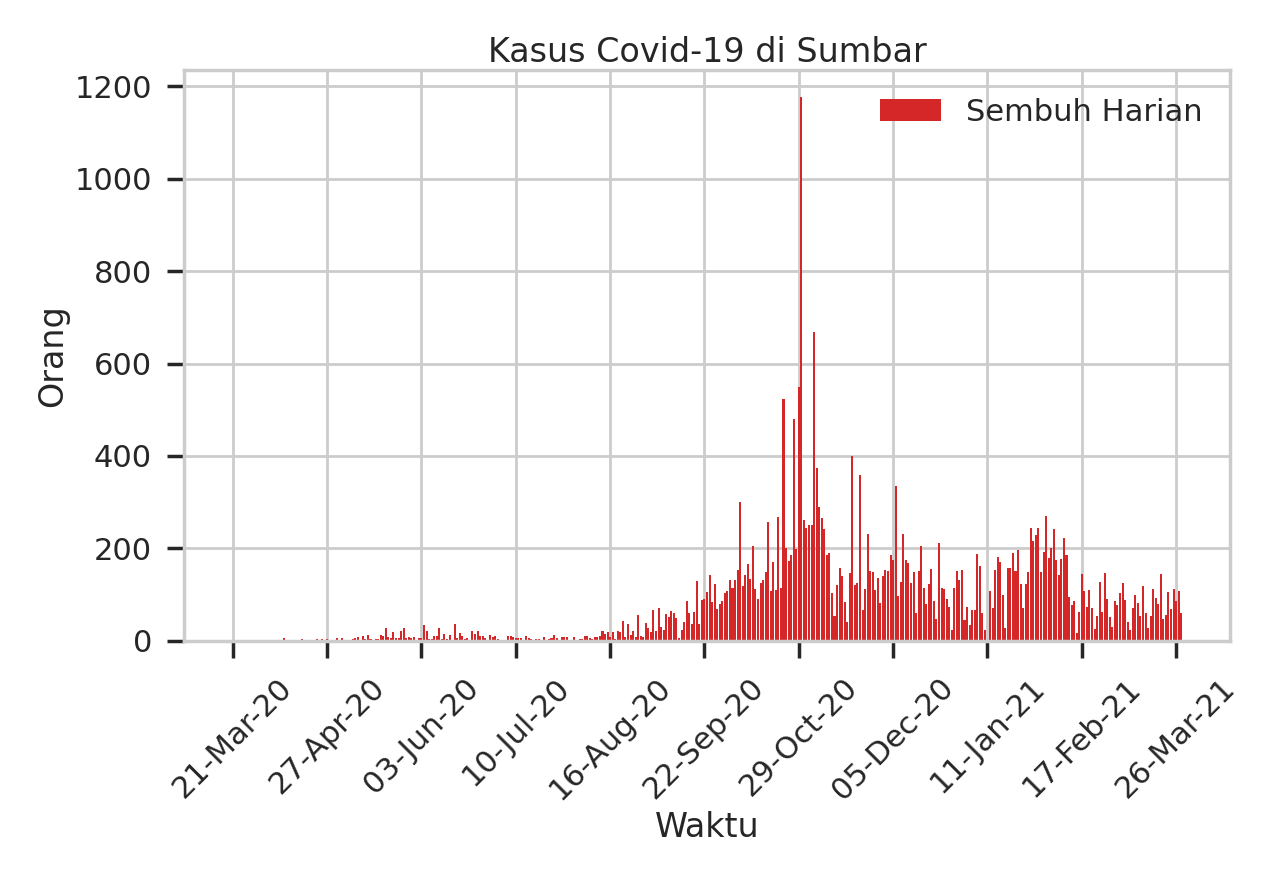 Kasus Covid-19 di Sumbar
Sembuh Harian
1200
1000
800
600
400
200
0
Orang
21-Mar-20
27-Apr-20
03-Jun-20
10-Jul-20
16-Aug-20
22-Sep-20
29-Oct-20
05-Dec-20
11-Jan-21
17-Feb-21
26-Mar-21
Waktu